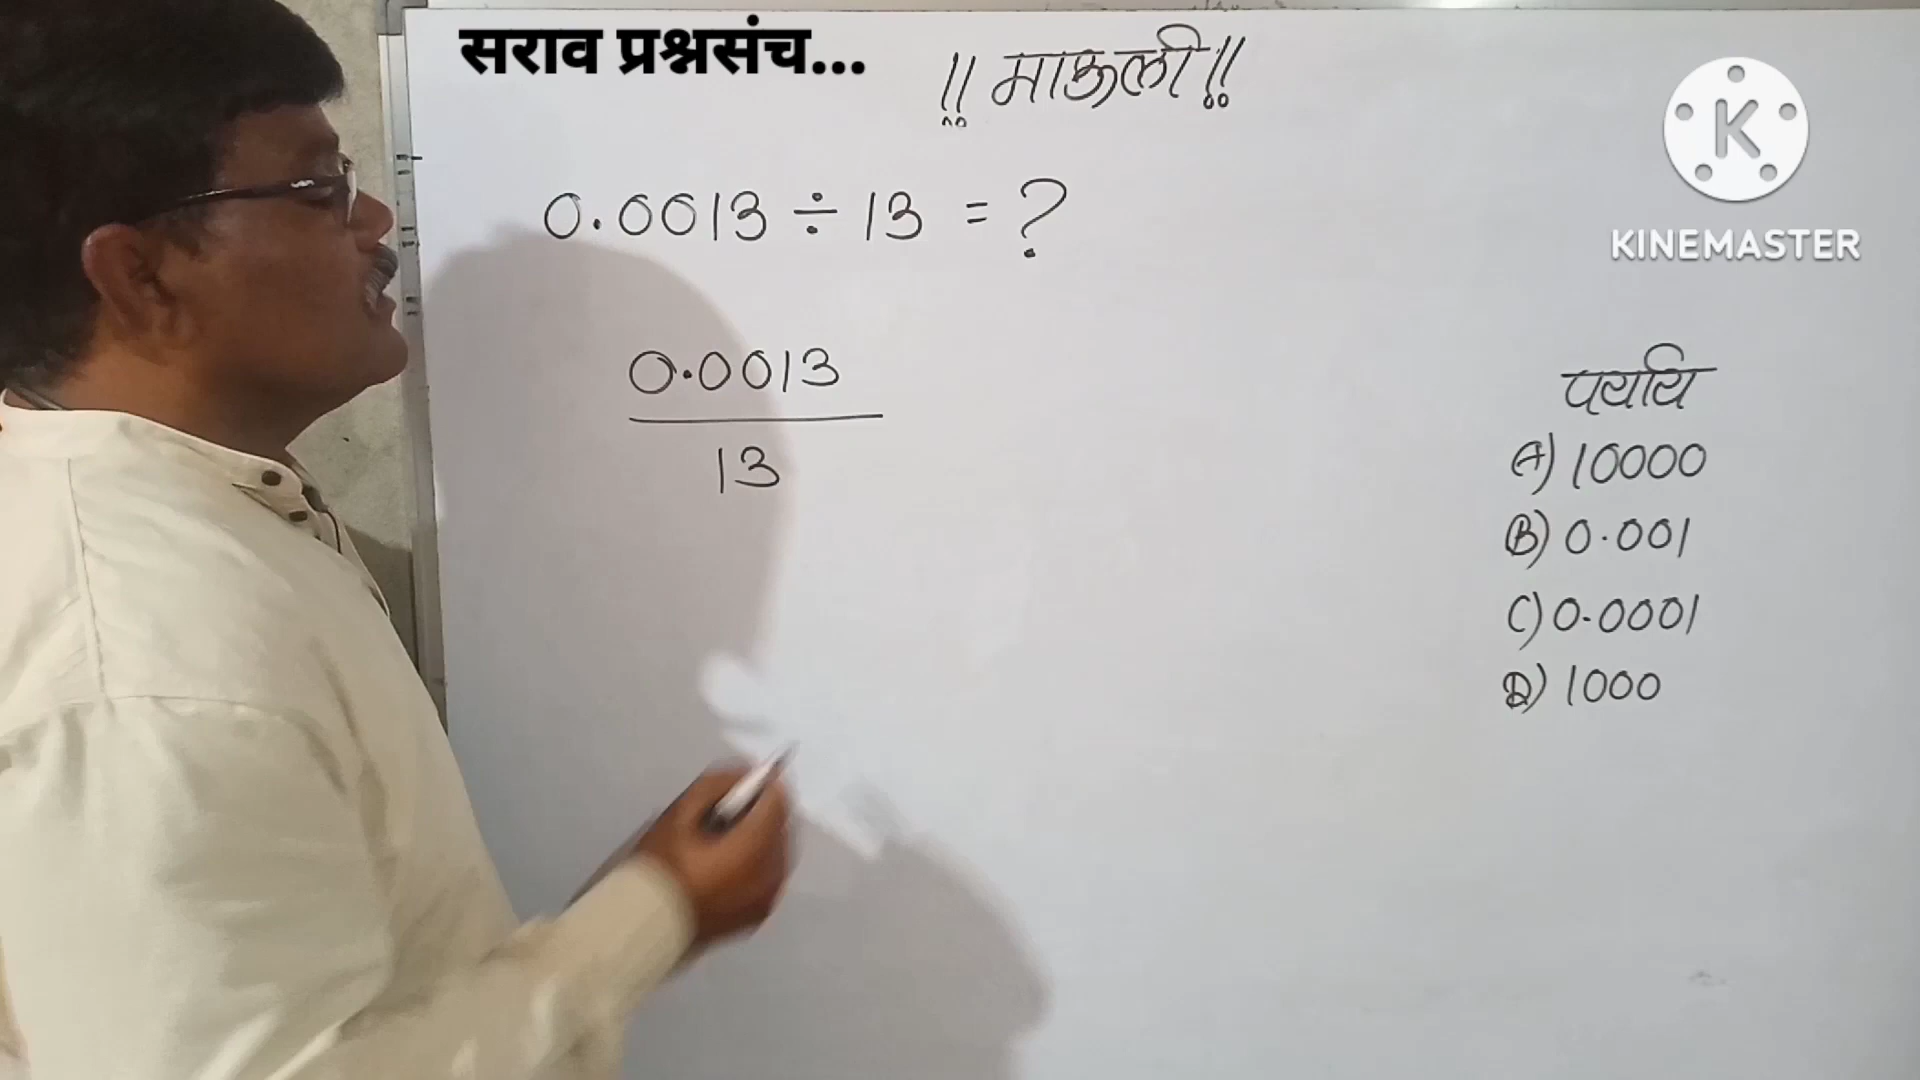 सराव प्रश्नसंच...
!! माऊली !!
0.0013 ÷ 13 = ?
0.0013
13
पर्याय
A) 10000
B) 0.001
C) 0.0001
D) 1000
K
KINEMASTER